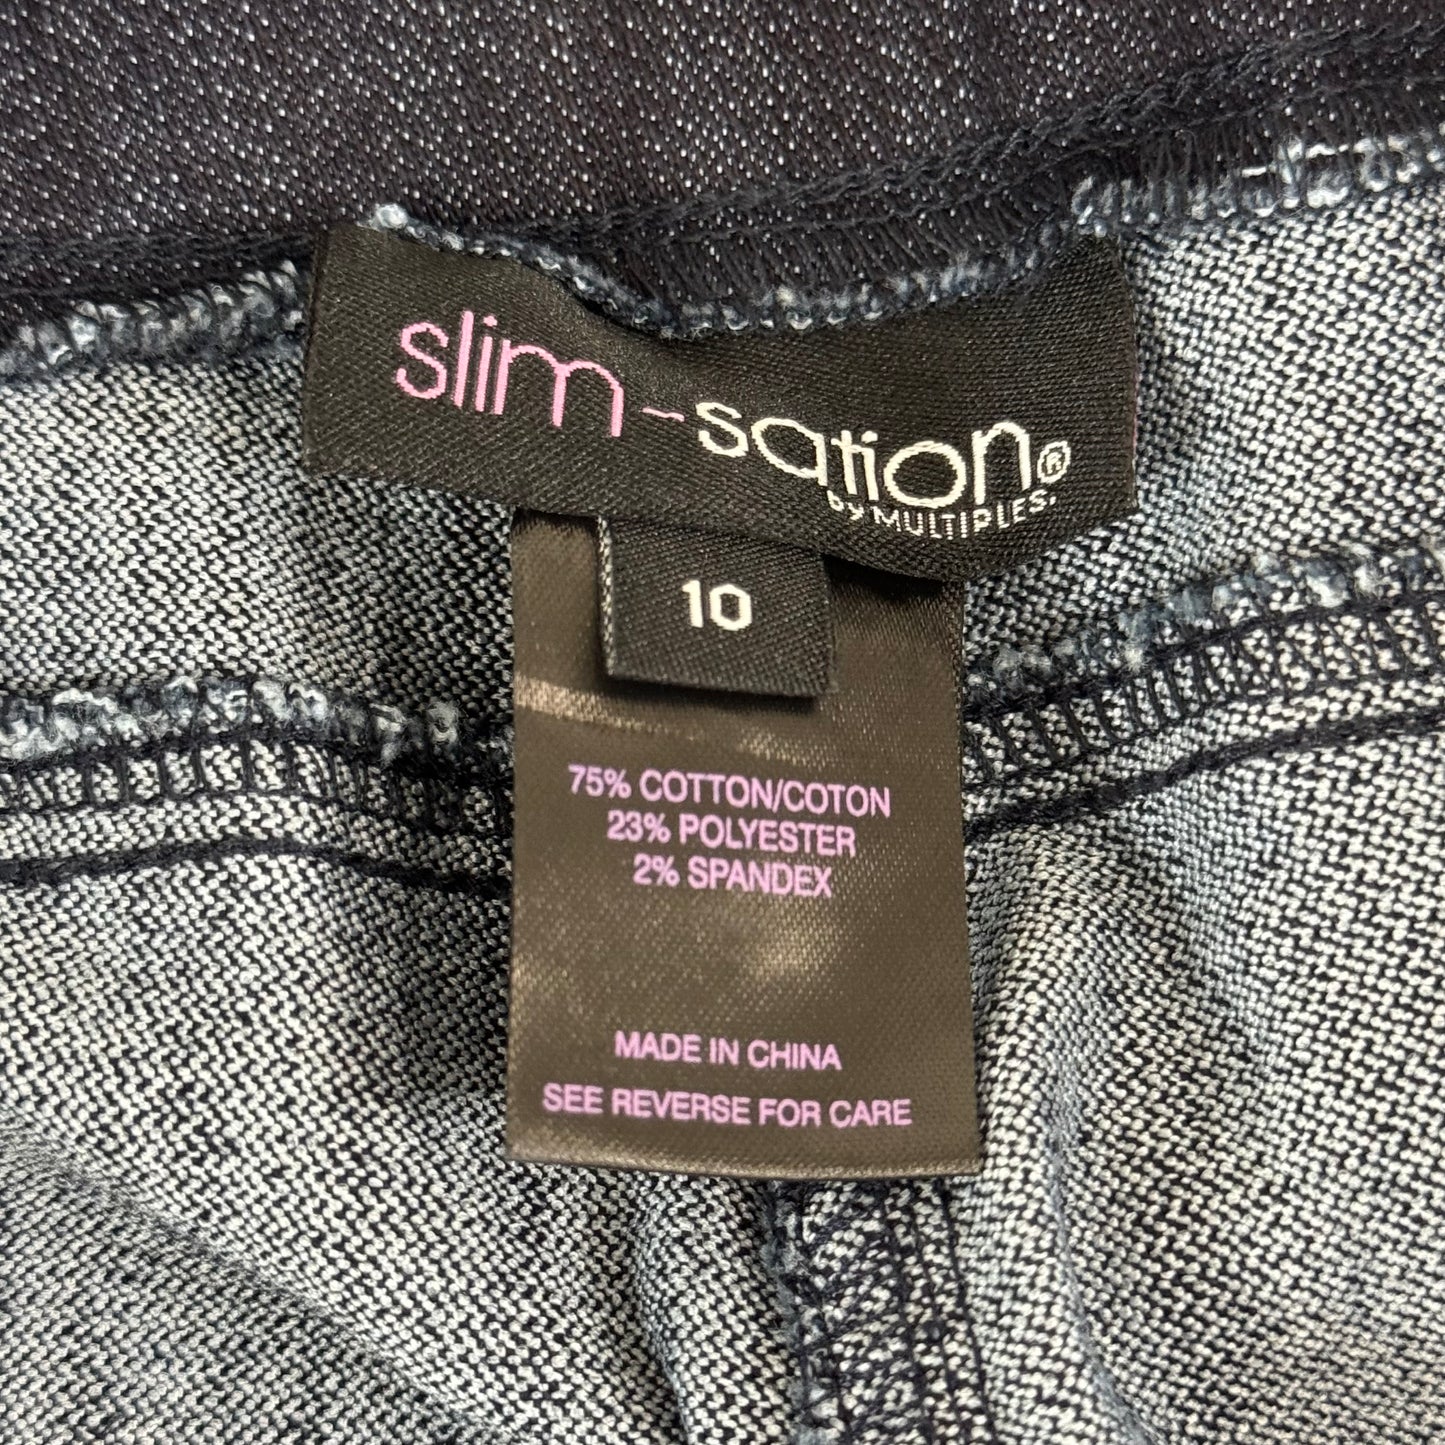 slim-sation®
by MULTIPLES.
10
75% COTTON/COTON
23% POLYESTER
2% SPANDEX
MADE IN CHINA
SEE REVERSE FOR CARE